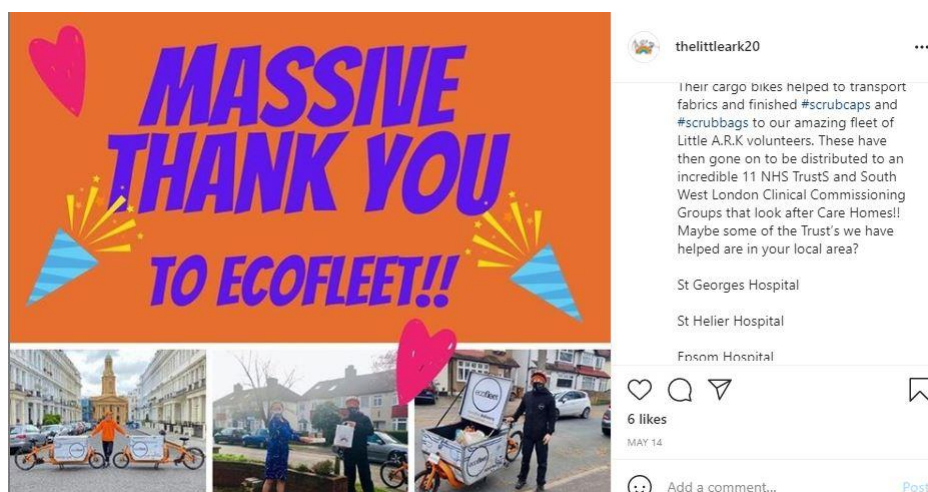 MASSIVE
THANK YOU
TO ECOFLEET!!
ecofleet
thelittleark20
Their cargo bikes helped to transport
fabrics and finished #scrubcaps and
#scrubbags to our amazing fleet of
Little A.R.K volunteers. These have
then gone on to be distributed to an
incredible 11 NHS TrustS and South
West London Clinical Commissioning
Groups that look after Care Homes!!
Maybe some of the Trust's we have
helped are in your local area?
St Georges Hospital
St Helier Hospital
Epsom Hospital
6 likes
MAY 14
Add a comment...
Post